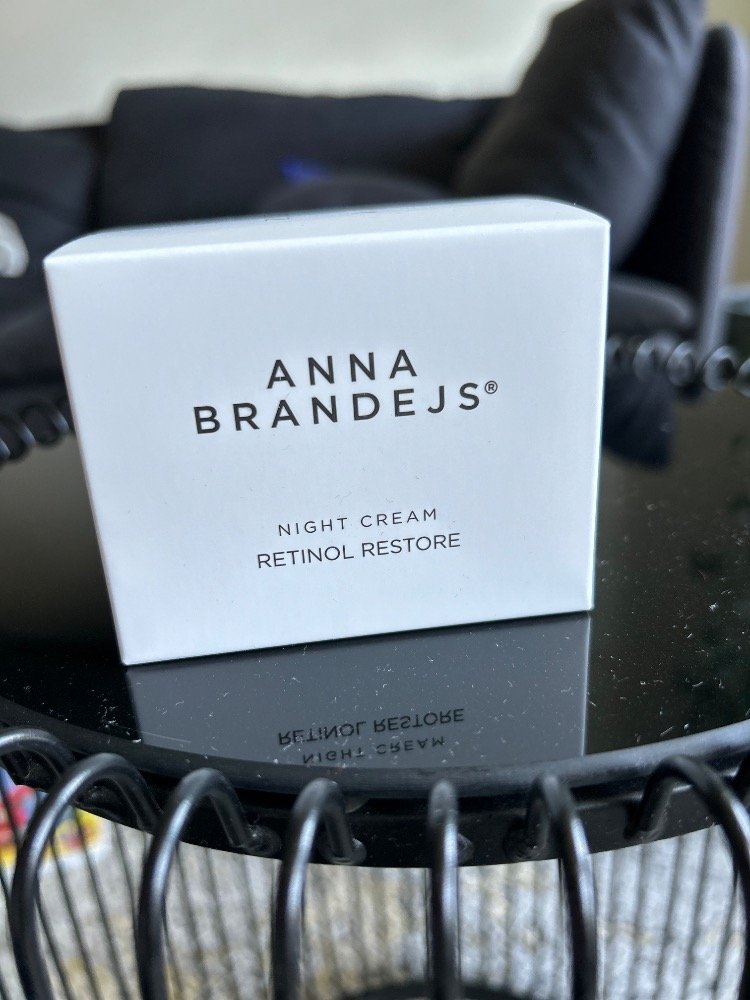 ANNA
BRANDEJS®
NIGHT CREAM
RETINOL RESTORE